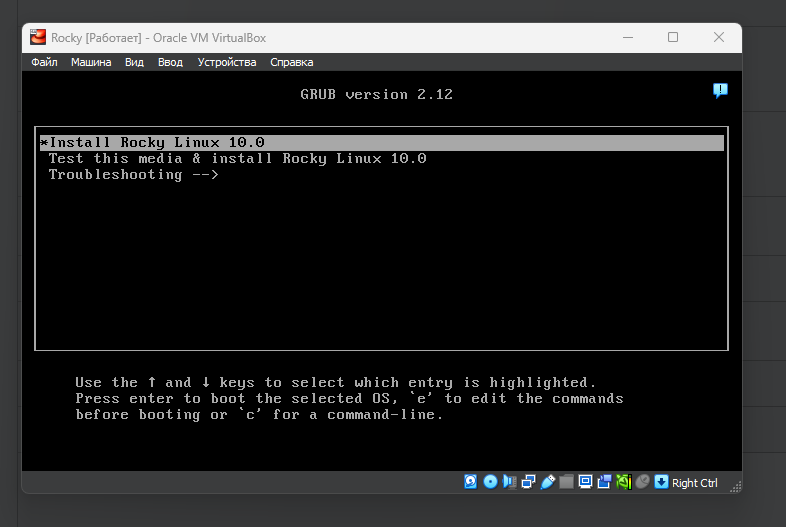 Rocky [Работает] - Oracle VM VirtualBox
Файл Машина Вид Ввод Устройства Справка
GRUB version 2.12
*Install Rocky Linux 10.0
Test this media & install Rocky Linux 10.0
Troubleshooting -->
Use the ↑ and ↓ keys to select which entry is highlighted.
Press enter to boot the selected OS, `e' to edit the commands
before booting or `c' for a command-line.
Right Ctrl